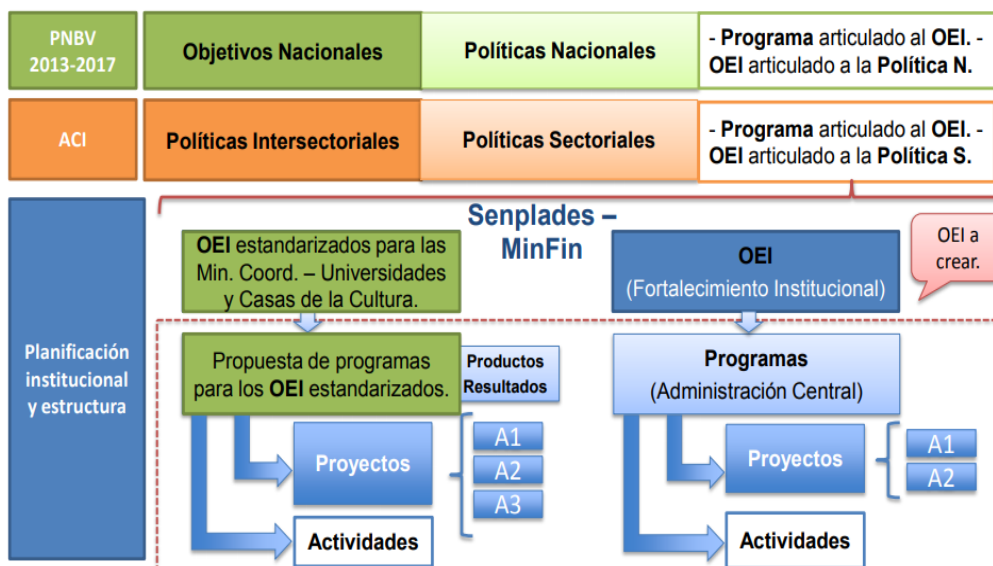 PNBV
2013-2017
Objetivos Nacionales
Políticas Nacionales
- Programa articulado al OEI. -
OEI articulado a la Política N.
ACI
Políticas Intersectoriales
Políticas Sectoriales
- Programa articulado al OEI. -
OEI articulado a la Política S.
Planificación
institucional
y estructura
Senplades –
MinFin
OEI estandarizados para las
Min. Coord. – Universidades
y Casas de la Cultura.
OEI
(Fortalecimiento Institucional)
OEI a
crear.
Propuesta de programas
para los OEI estandarizados.
Productos
Resultados
Programas
(Administración Central)
Proyectos
A1
A2
A3
Actividades
Proyectos
A1
A2
Actividades